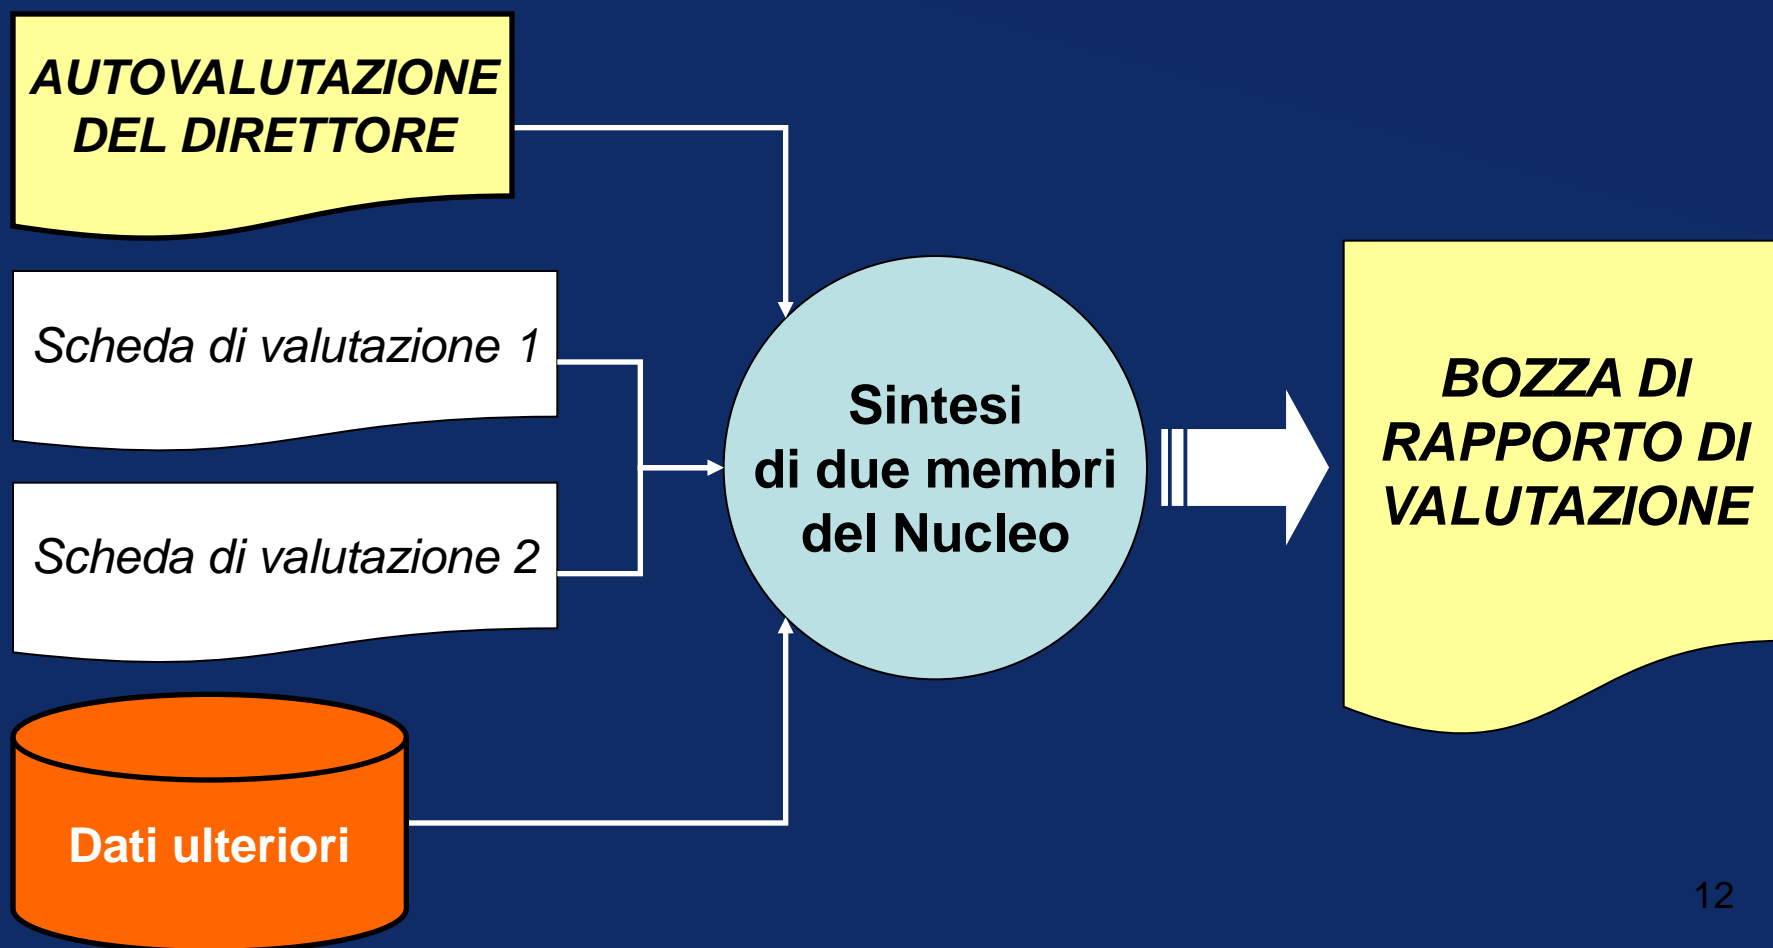 AUTOVALUTAZIONE
DEL DIRETTORE
Scheda di valutazione 1
Scheda di valutazione 2
Dati ulteriori
Sintesi
di due membri
del Nucleo
BOZZA DI
RAPPORTO DI
VALUTAZIONE
12